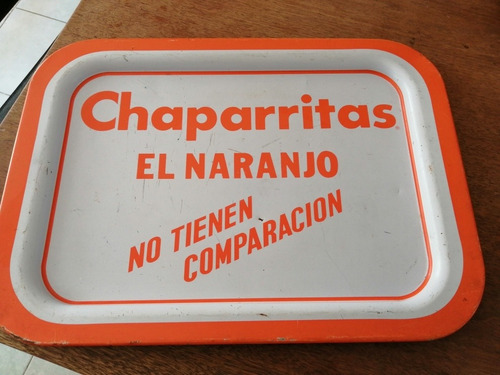 Chaparritas
EL NARANJO
NO TIENEN
COMPARACION